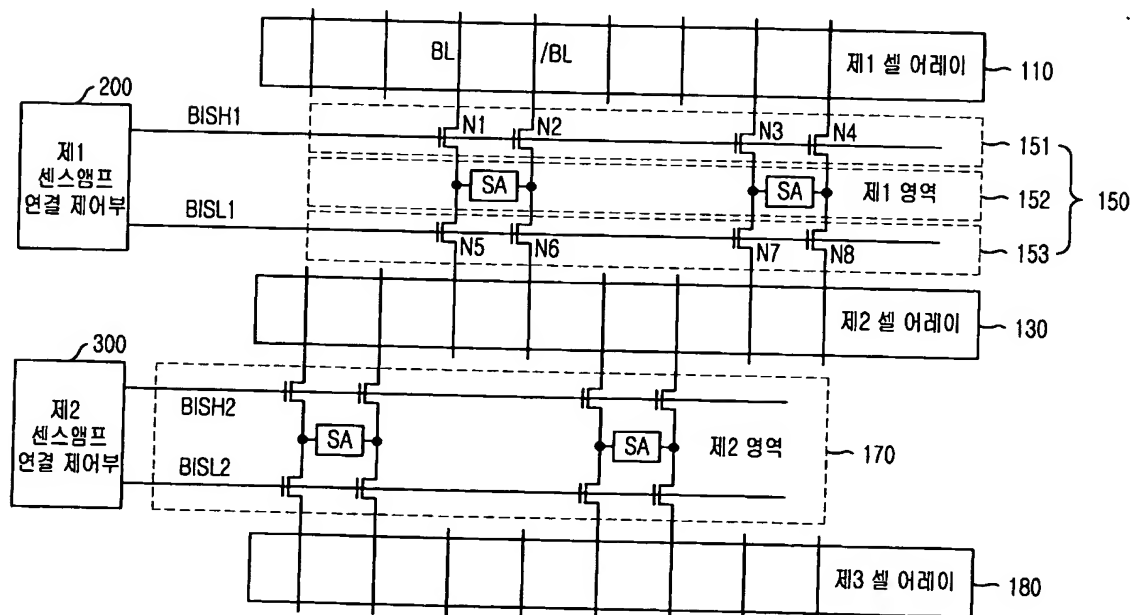 BL /BL 제1 셀 어레이 110
200
제1
센스앰프
연결 제어부
BISH1 N1 N2 N3 N4 151
SA SA 제1 영역 152 150
BISL1 N5 N6 N7 N8 153
제2 셀 어레이 130
300
제2
센스앰프
연결 제어부
BISH2
SA SA 제2 영역 170
BISL2
제3 셀 어레이 180